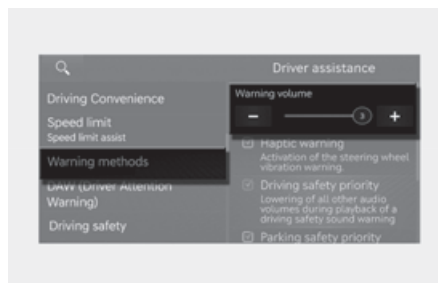 Driver assistance
Driving Convenience
Speed limit
Speed limit assist
Warning methods
DAW (Driver Attention
Warning)
Driving safety
Warning volume
− 3 +
Haptic warning
Activation of the steering wheel
vibration warning.
Driving safety priority
Lowering of all other audio
volumes during playback of a
driving safety sound warning
Parking safety priority